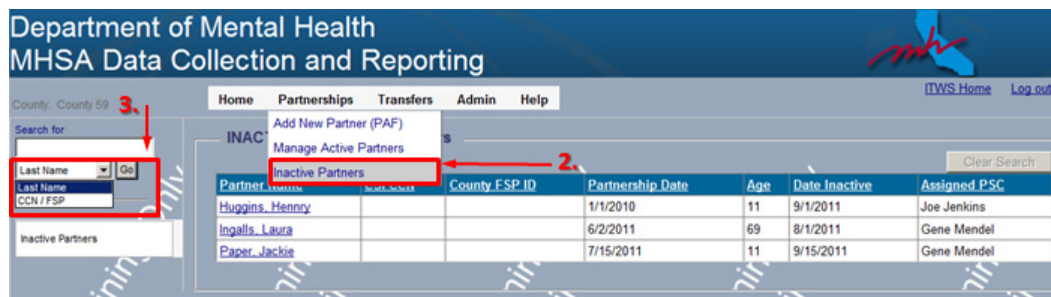 Department of Mental Health
MHSA Data Collection and Reporting
mh
ITWS Home Log out
County: County 59
3.
Home Partnerships Transfers Admin Help
Search for
Add New Partner (PAF)
Manage Active Partners
Inactive Partners
INAC
s
2.
Clear Search
Last Name Go
Last Name
CCN / FSP
Inactive Partners
Partner County FSP ID Partnership Date Age Date Inactive Assigned PSC
Huggins, Hennry 1/1/2010 11 9/1/2011 Joe Jenkins
Ingalls, Laura 6/2/2011 69 8/1/2011 Gene Mendel
Paper, Jackie 7/15/2011 11 9/15/2011 Gene Mendel